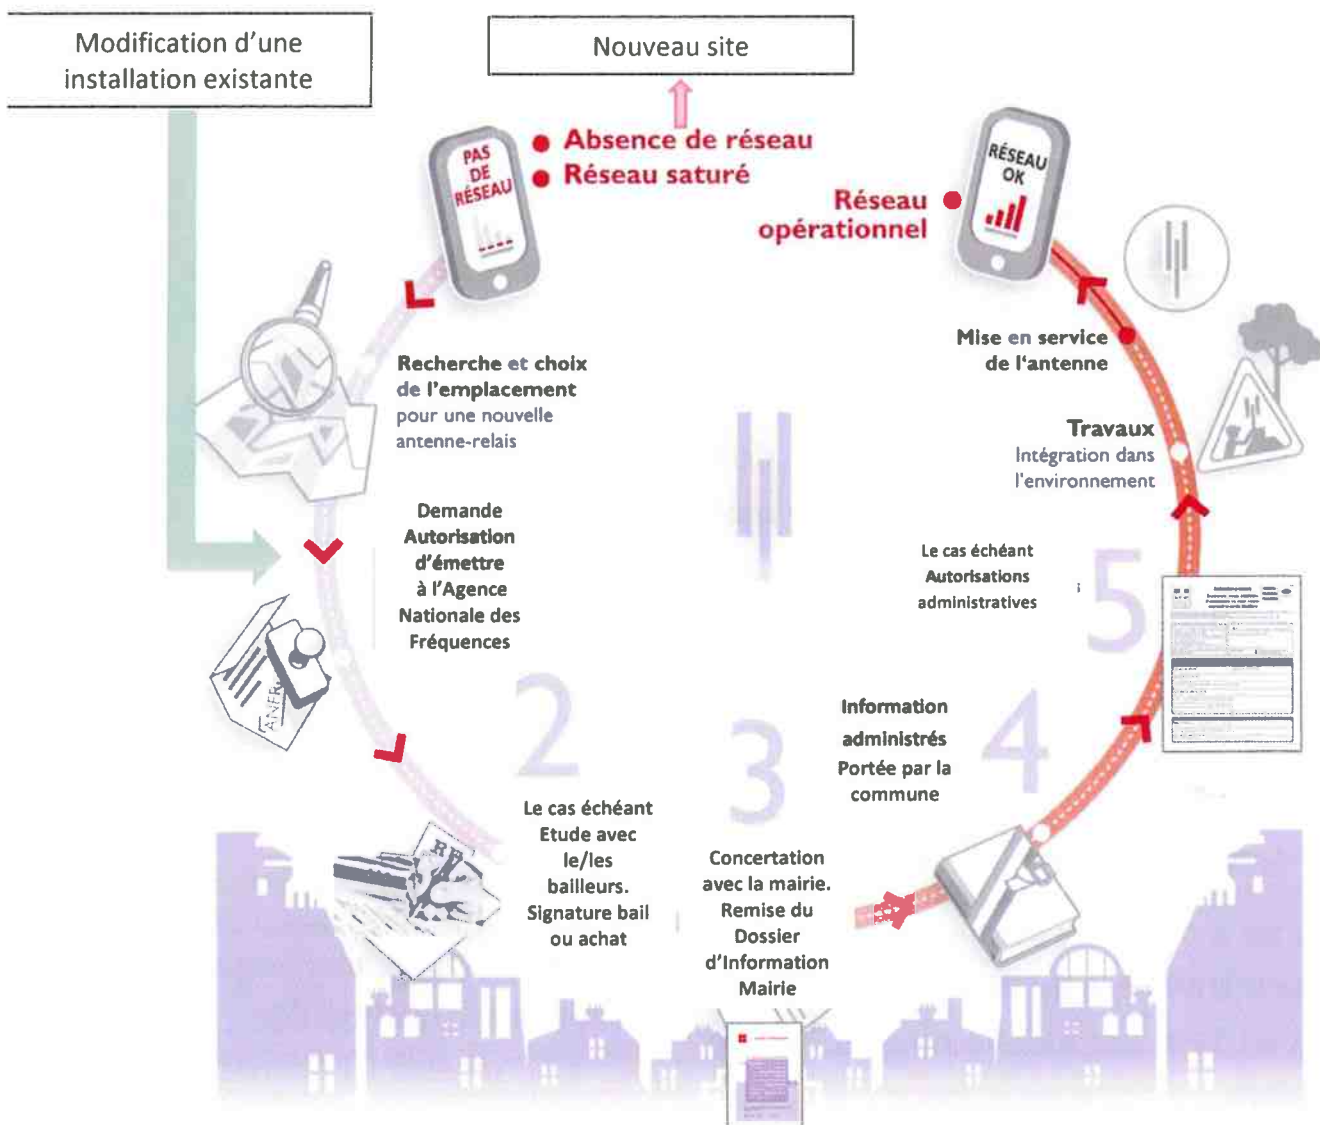 Modification d'une
installation existante
Nouveau site
PAS
DE
RÉSEAU
Absence de réseau
Réseau saturé
RÉSEAU
OK
Réseau
opérationnel
Recherche et choix
de l'emplacement
pour une nouvelle
antenne-relais
Mise en service
de l'antenne
Travaux
Intégration dans
l'environnement
Demande
Autorisation
d'émettre
à l'Agence
Nationale des
Fréquences
ANFR
Le cas échéant
Autorisations
administratives
5
2
Le cas échéant
Etude avec
le/les
bailleurs.
Signature bail
ou achat
3
Concertation
avec la mairie.
Remise du
Dossier
d'Information
Mairie
4
Information
administrés
Portée par la
commune